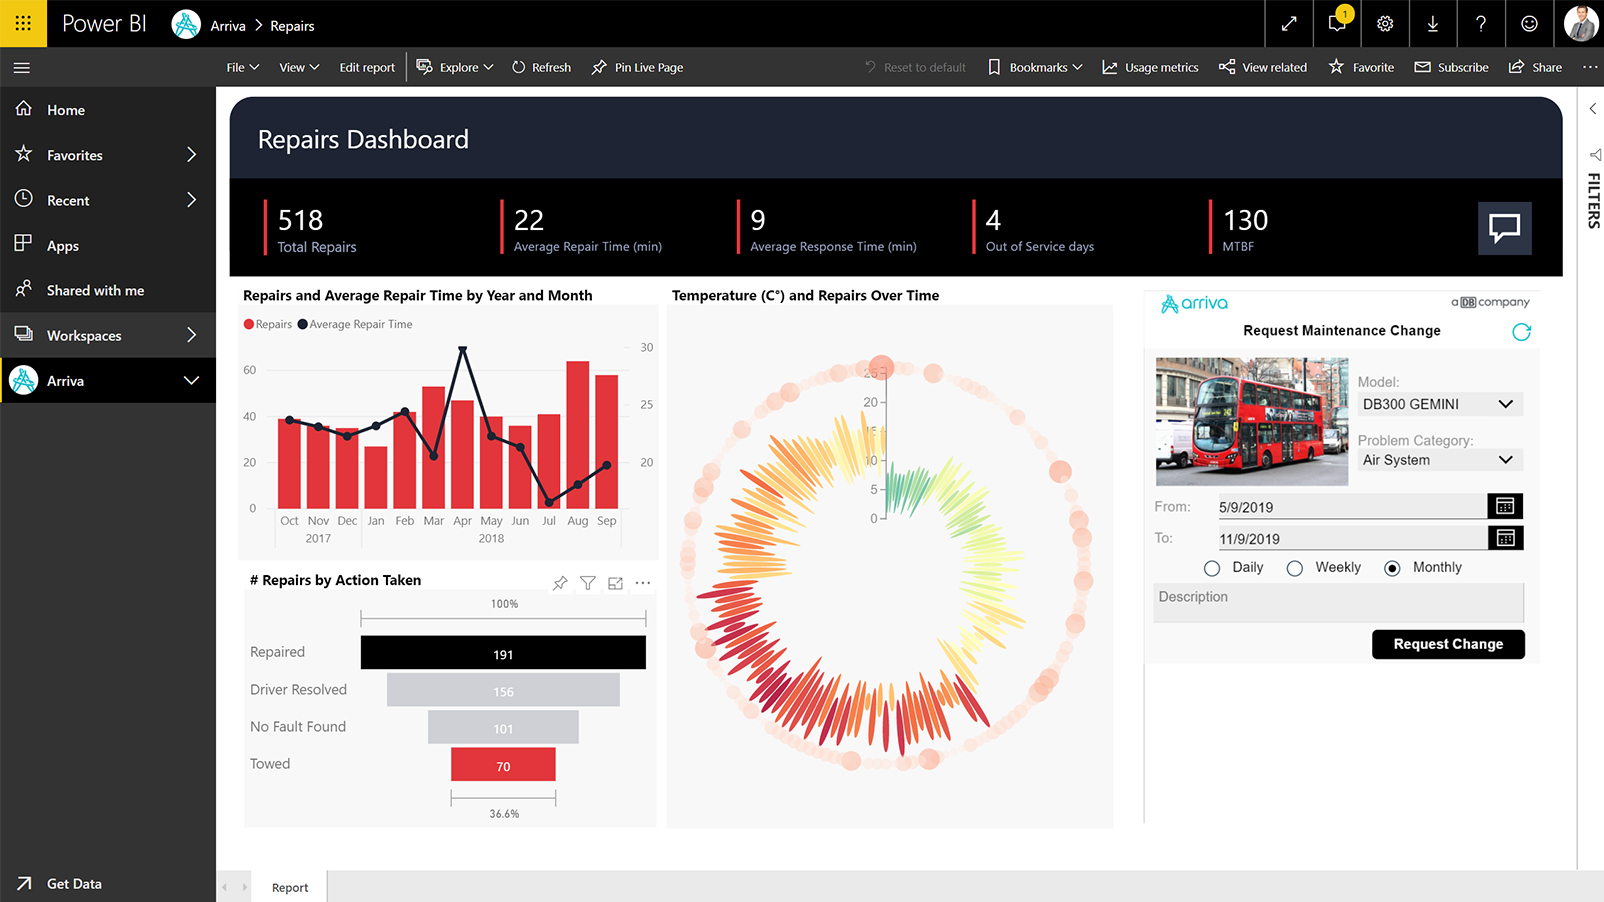 Power BI
Arriva > Repairs
1
File
View
Edit report
Explore
Refresh
Pin Live Page
Reset to default
Bookmarks
Usage metrics
View related
Favorite
Subscribe
Share
Home
Favorites
Recent
Apps
Shared with me
Workspaces
Arriva
Get Data
Repairs Dashboard
518
Total Repairs
22
Average Repair Time (min)
9
Average Response Time (min)
4
Out of Service days
130
MTBF
FILTERS
Repairs and Average Repair Time by Year and Month
Repairs Average Repair Time
60
40
20
0
30
25
20
Oct Nov Dec Jan Feb Mar Apr May Jun Jul Aug Sep
2017 2018
# Repairs by Action Taken
100%
Repaired 191
Driver Resolved 156
No Fault Found 101
Towed 70
36.6%
Temperature (C°) and Repairs Over Time
25
20
15
10
5
0
arriva
a DB company
Request Maintenance Change
Model:
DB300 GEMINI
Problem Category:
Air System
From: 5/9/2019
To: 11/9/2019
Daily Weekly Monthly
Description
Request Change
Report